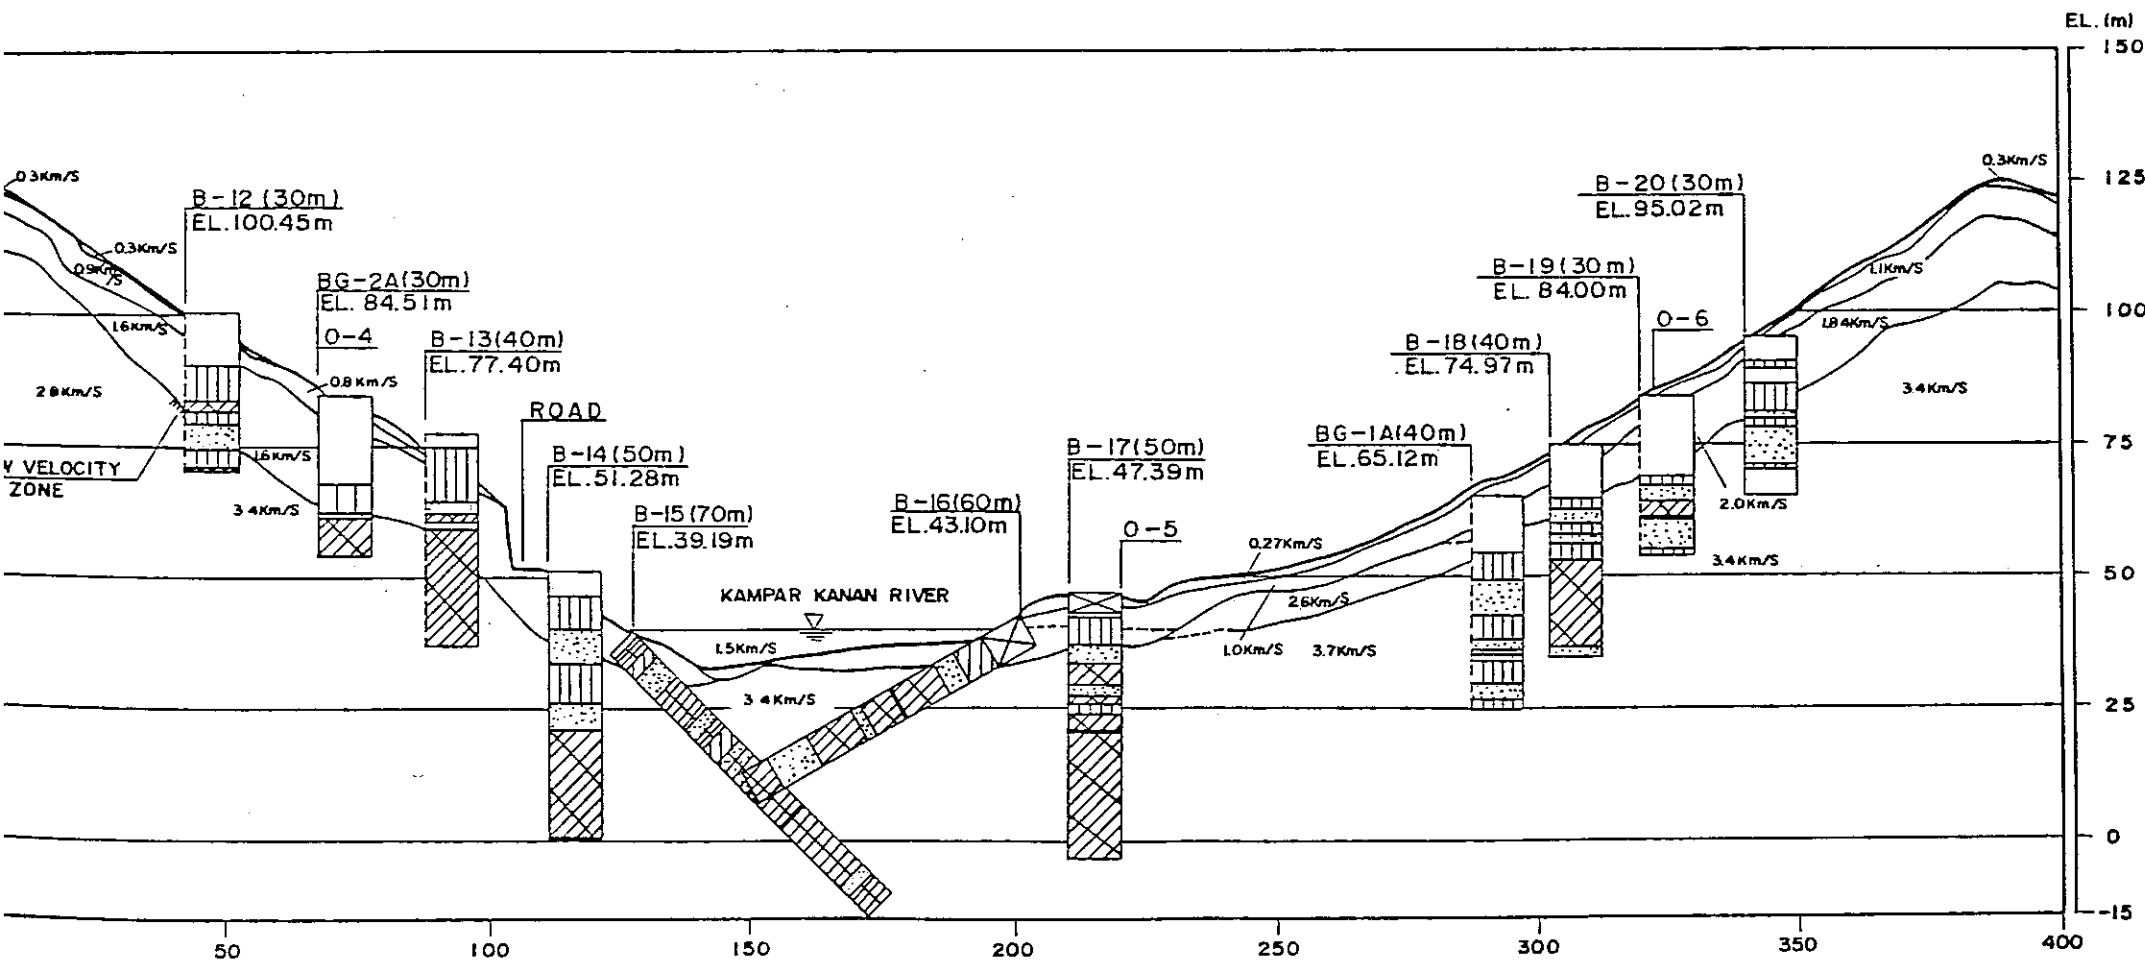 EL. (m)
150
0.3Km/S
0.3Km/S
125
B-12 (30m)
EL.100.45m
B-20 (30m)
EL.95.02m
0.3Km/S
0.9Km/S
BG-2A(30m)
EL. 84.51m
B-19 (30m)
EL. 84.00m
1.1Km/S
100
1.6Km/S
O-4
B-13(40m)
EL.77.40m
B-18(40m)
EL.74.97m
O-6
1.84Km/S
2.8Km/S
0.8Km/S
3.4Km/S
ROAD
75
VELOCITY
ZONE
1.6Km/S
B-14 (50m)
EL.51.28m
B-17(50m)
EL.47.39m
BG-1A(40m)
EL.65.12m
3.4Km/S
B-15(70m)
EL.39.19m
B-16(60m)
EL.43.10m
O-5
2.0Km/S
0.27Km/S
3.4Km/S
50
KAMPAR KANAN RIVER
2.6Km/S
1.5Km/S
1.0Km/S
3.7Km/S
3.4Km/S
25
0
-15
50
100
150
200
250
300
350
400